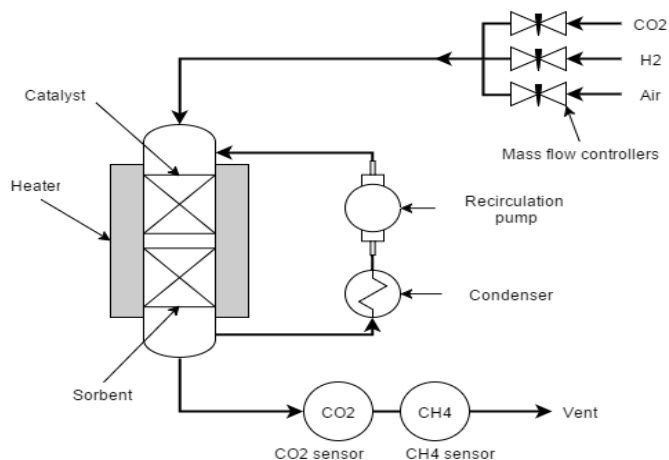 CO2
H2
Air
Mass flow controllers
Catalyst
Heater
Recirculation
pump
Condenser
Sorbent
CO2
CH4
Vent
CO2 sensor
CH4 sensor